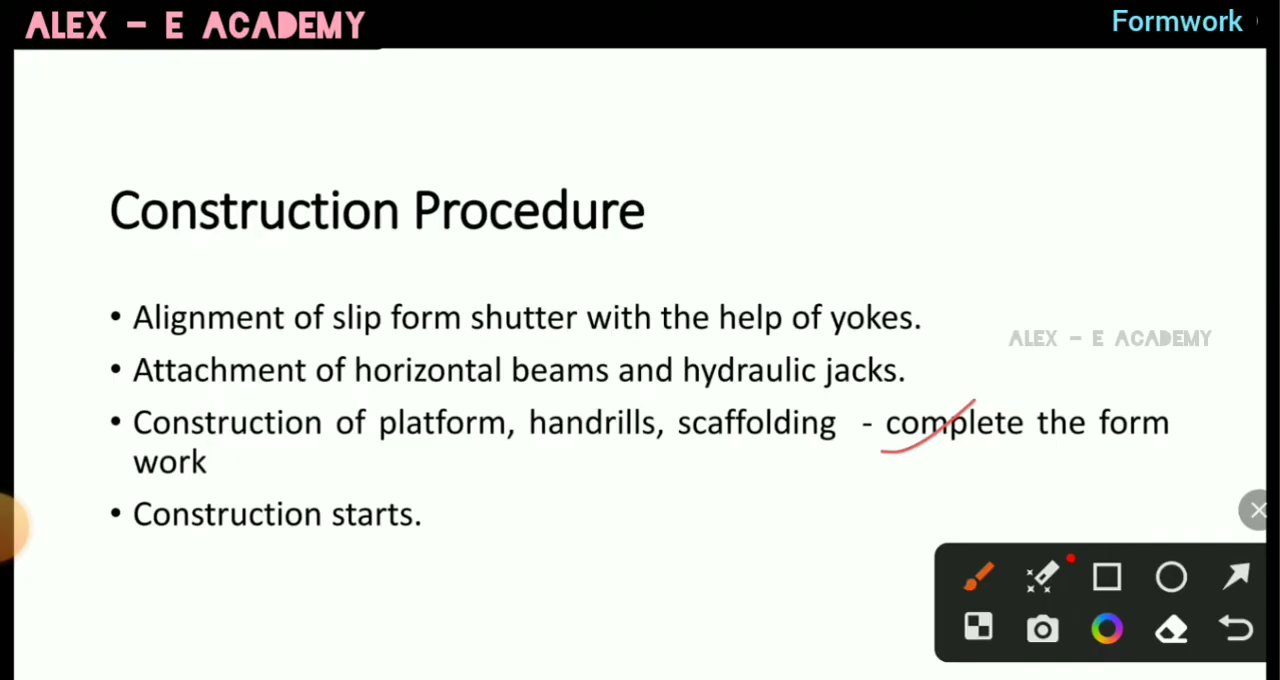 ALEX - E ACADEMY
Formwork
Construction Procedure
• Alignment of slip form shutter with the help of yokes.
ALEX - E ACADEMY
• Attachment of horizontal beams and hydraulic jacks.
• Construction of platform, handrills, scaffolding - complete the form
work
• Construction starts.